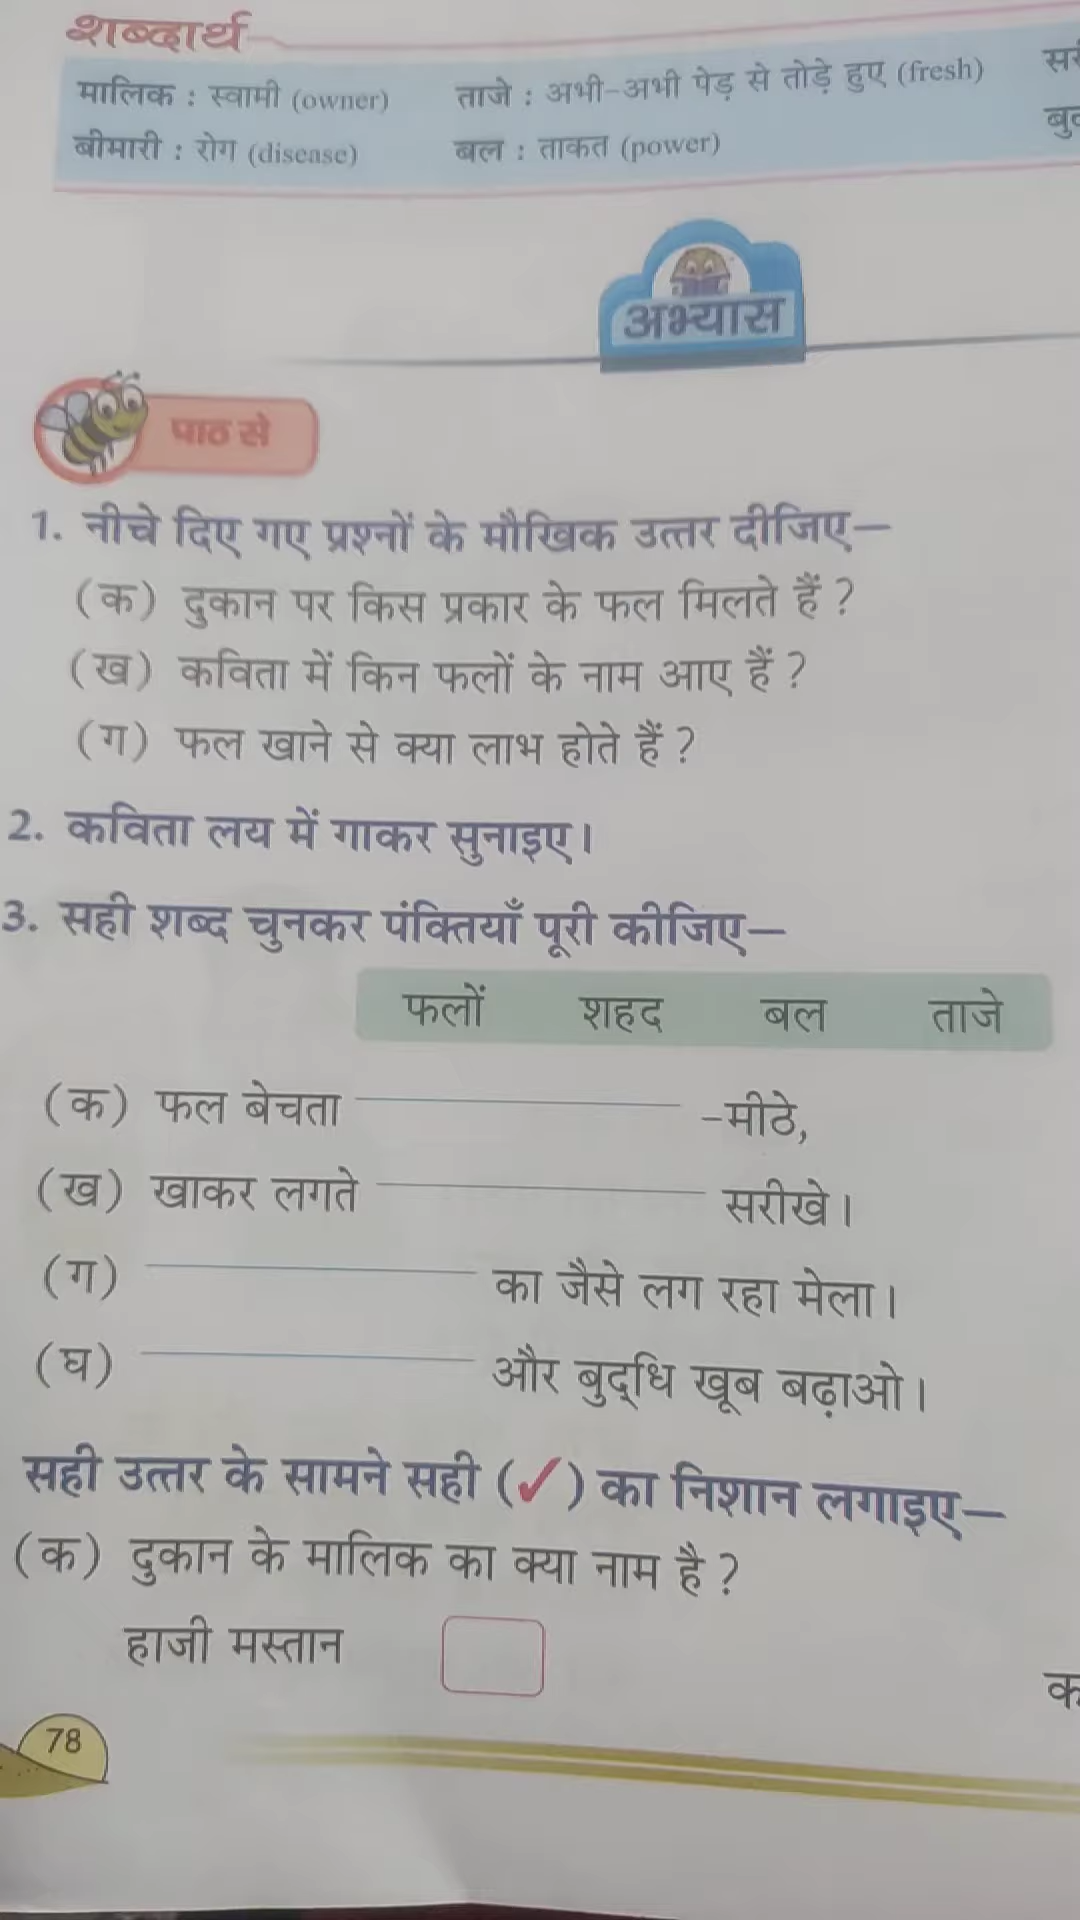 शब्दार्थ
मालिक : स्वामी (owner) ताजे : अभी-अभी पेड़ से तोड़े हुए (fresh)
बीमारी : रोग (disease) बल : ताकत (power)
अभ्यास
पाठ से
1. नीचे दिए गए प्रश्नों के मौखिक उत्तर दीजिए—
(क) दुकान पर किस प्रकार के फल मिलते हैं ?
(ख) कविता में किन फलों के नाम आए हैं ?
(ग) फल खाने से क्या लाभ होते हैं ?
2. कविता लय में गाकर सुनाइए।
3. सही शब्द चुनकर पंक्तियाँ पूरी कीजिए—
फलों शहद बल ताजे
(क) फल बेचता -मीठे,
(ख) खाकर लगते सरीखे।
(ग) का जैसे लग रहा मेला।
(घ) और बुद्‌धि खूब बढ़ाओ।
सही उत्तर के सामने सही (✓) का निशान लगाइए—
(क) दुकान के मालिक का क्या नाम है ?
हाजी मस्तान
78